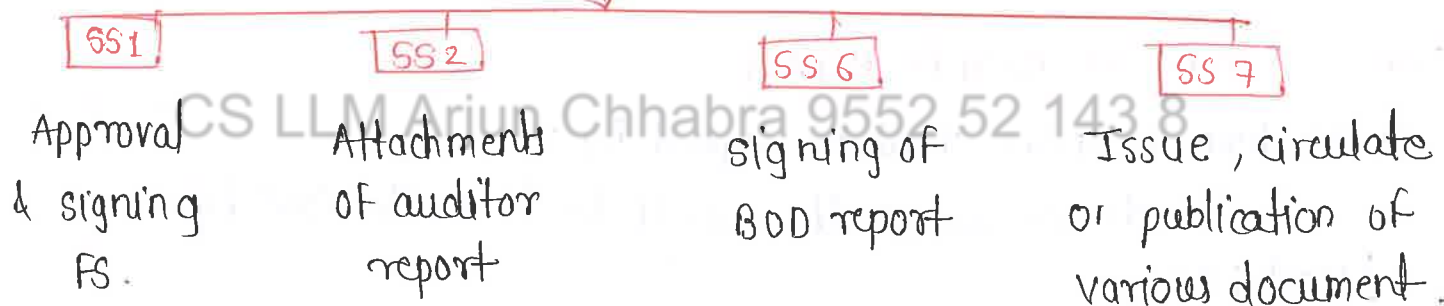 SS1
SS2
SS 6
SS 7
CS LLM Arjun Chhabra 9552 52 143 8
Approval
& signing
FS.
Attachments
of auditor
report
signing of
BOD report
Issue, circulate
or publication of
various document.